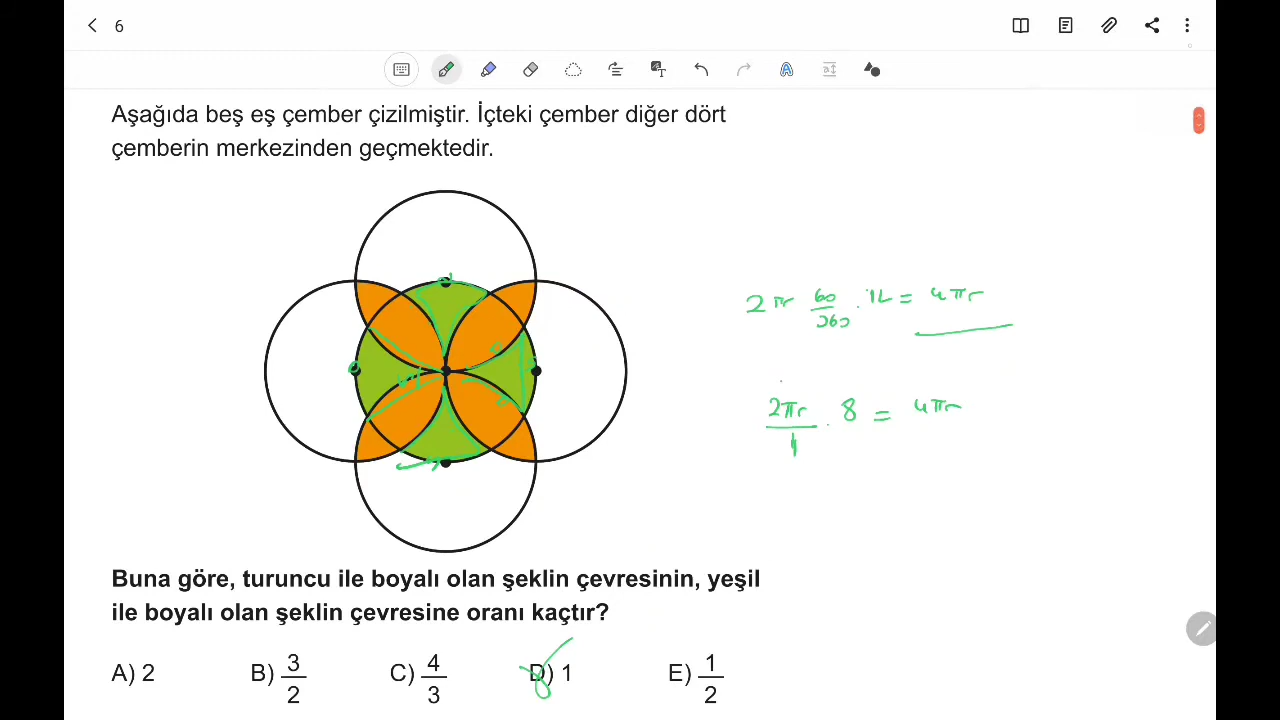 6
Aşağıda beş eş çember çizilmiştir. İçteki çember diğer dört
çemberin merkezinden geçmektedir.
2πr 60/360 . 12 = 4πr
2πr/4 . 8 = 4πr
Buna göre, turuncu ile boyalı olan şeklin çevresinin, yeşil
ile boyalı olan şeklin çevresine oranı kaçtır?
A) 2 B) 3/2 C) 4/3 D) 1 E) 1/2